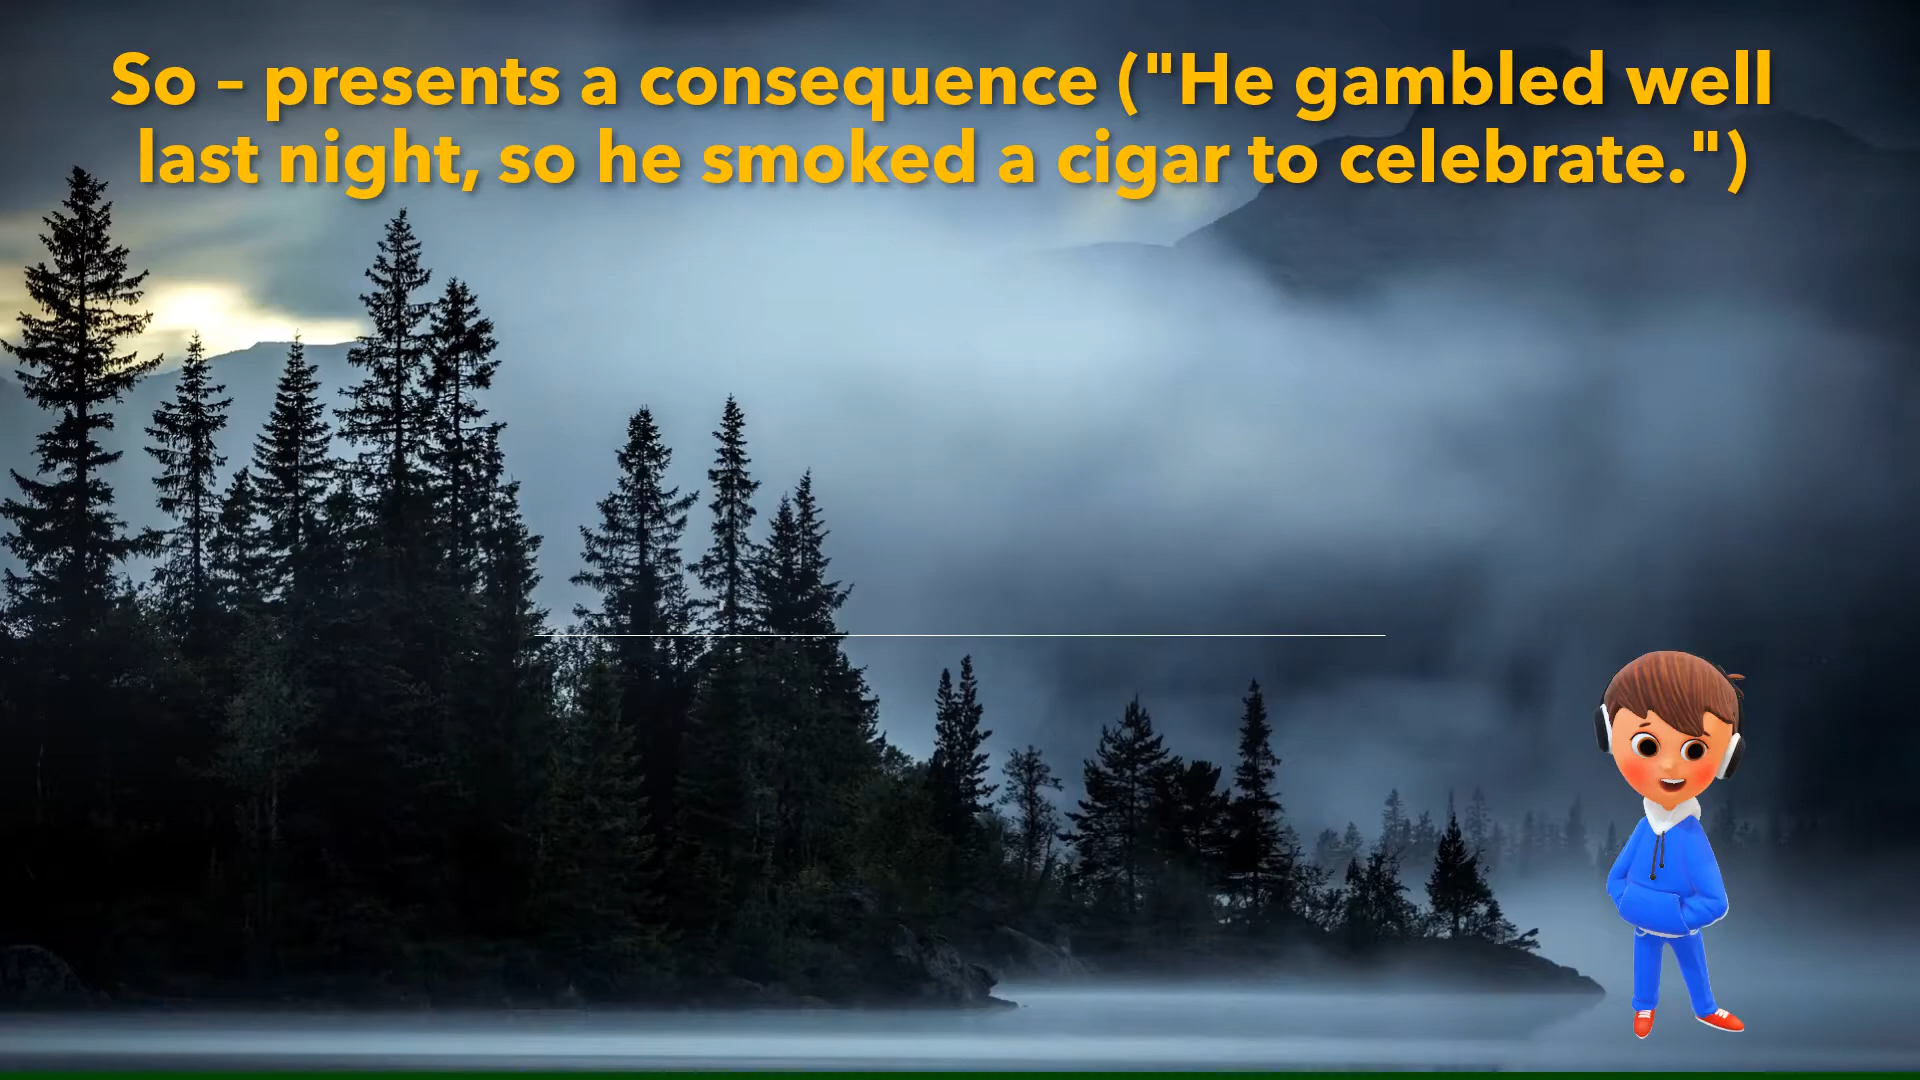 So – presents a consequence ("He gambled well
last night, so he smoked a cigar to celebrate.")